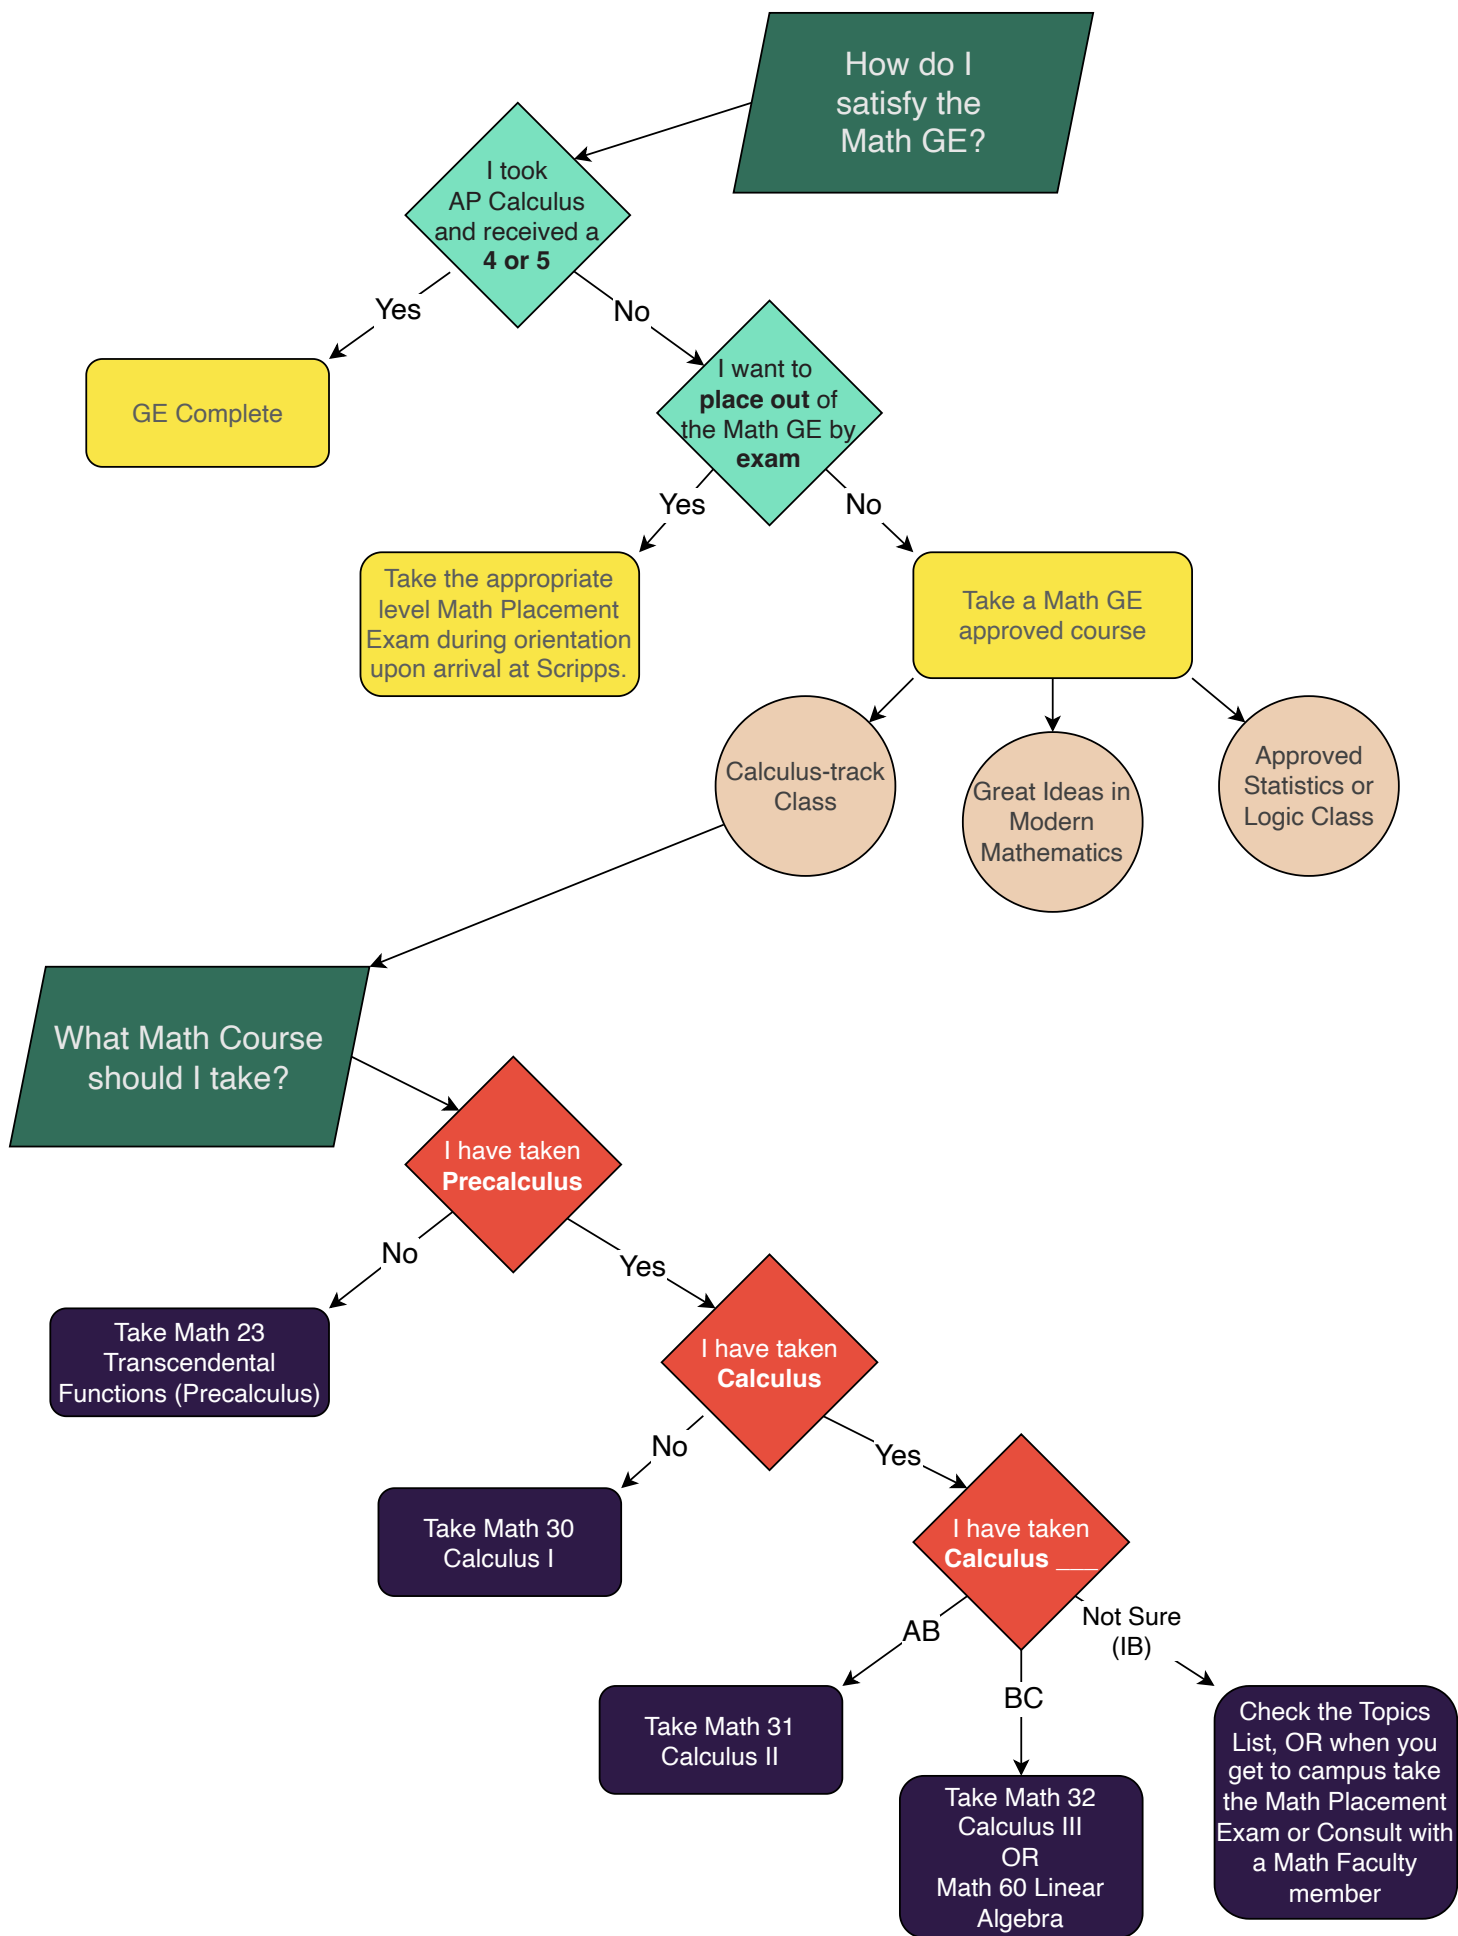 How do I
satisfy the
Math GE?
I took
AP Calculus
and received a
4 or 5
Yes
No
GE Complete
I want to
place out of
the Math GE by
exam
Yes
No
Take the appropriate
level Math Placement
Exam during orientation
upon arrival at Scripps.
Take a Math GE
approved course
Calculus-track
Class
Great Ideas in
Modern
Mathematics
Approved
Statistics or
Logic Class
What Math Course
should I take?
I have taken
Precalculus
No
Yes
Take Math 23
Transcendental
Functions (Precalculus)
I have taken
Calculus
No
Yes
Take Math 30
Calculus I
I have taken
Calculus ___
AB
BC
Not Sure
(IB)
Take Math 31
Calculus II
Take Math 32
Calculus III
OR
Math 60 Linear
Algebra
Check the Topics
List, OR when you
get to campus take
the Math Placement
Exam or Consult with
a Math Faculty
member